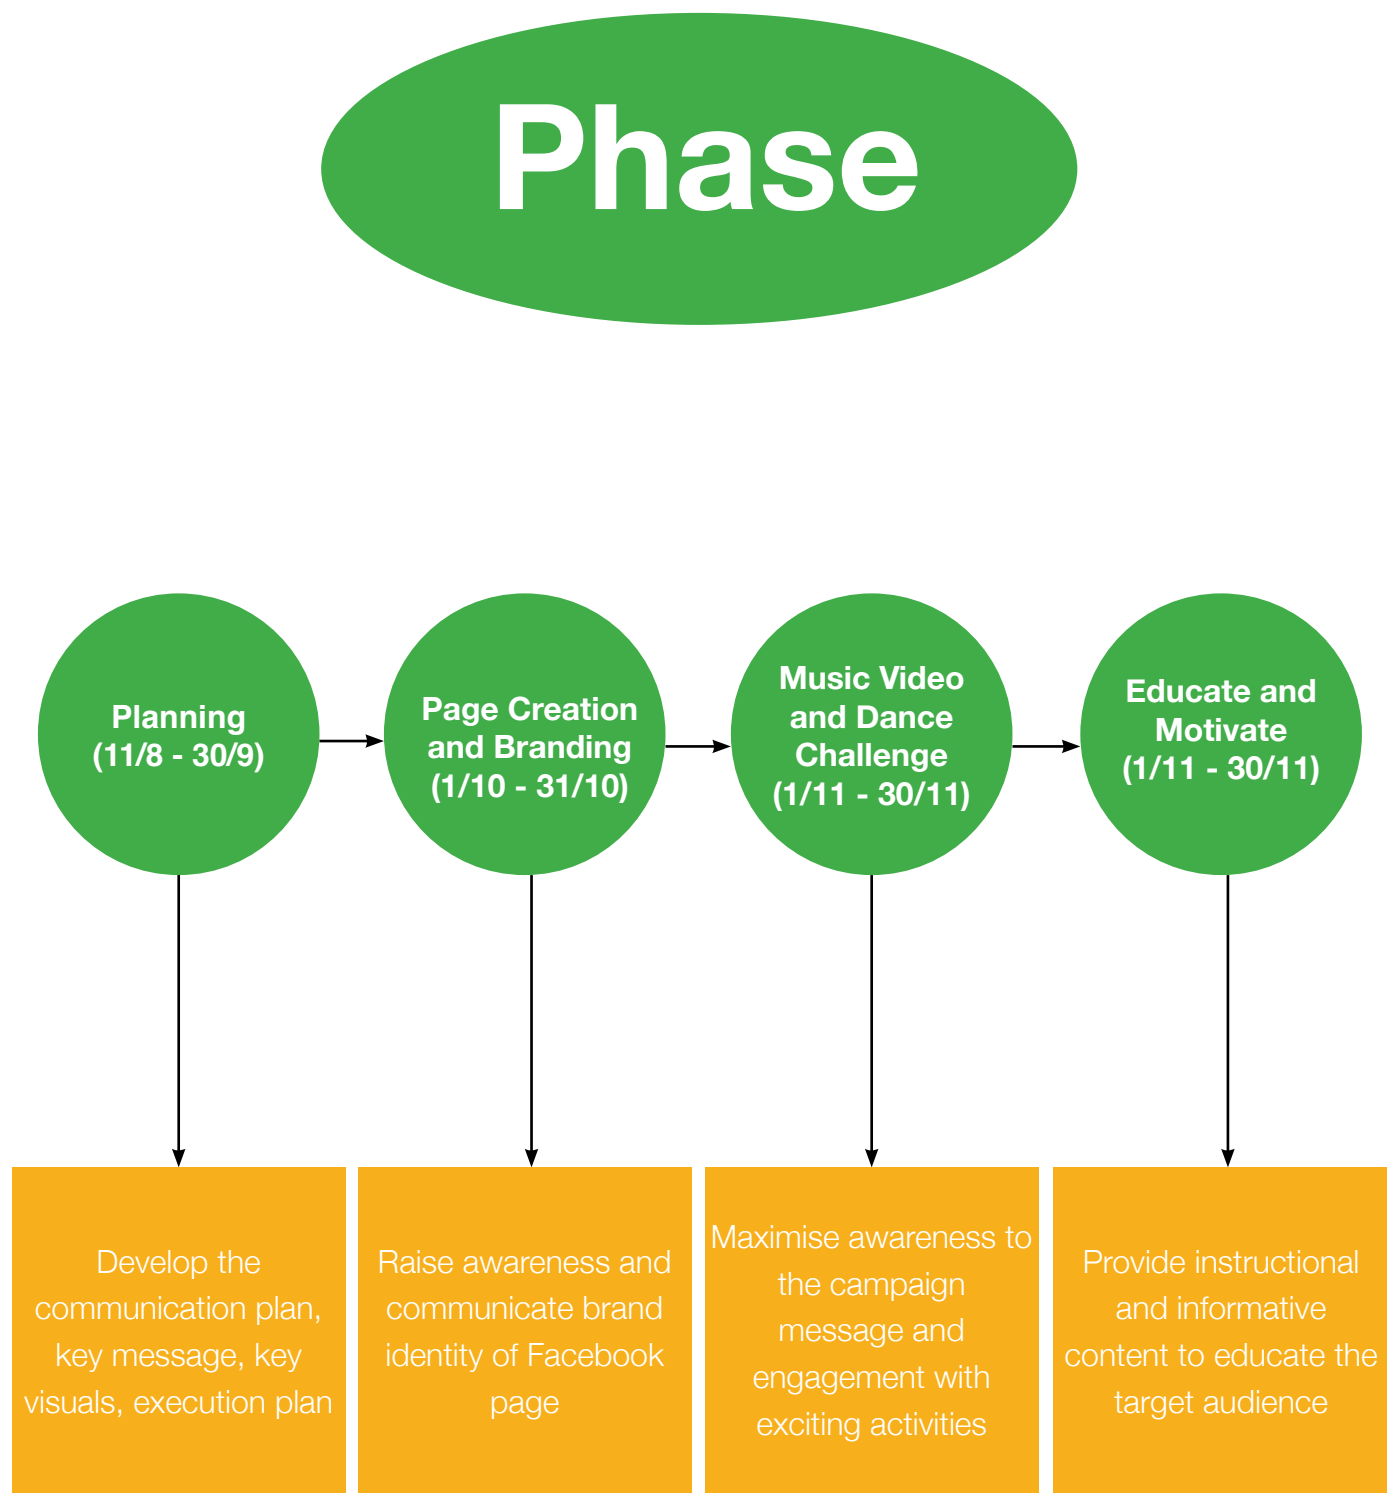 Phase
Planning
(11/8 - 30/9)
Page Creation
and Branding
(1/10 - 31/10)
Music Video
and Dance
Challenge
(1/11 - 30/11)
Educate and
Motivate
(1/11 - 30/11)
Develop the
communication plan,
key message, key
visuals, execution plan
Raise awareness and
communicate brand
identity of Facebook
page
Maximise awareness to
the campaign
message and
engagement with
exciting activities
Provide instructional
and informative
content to educate the
target audience